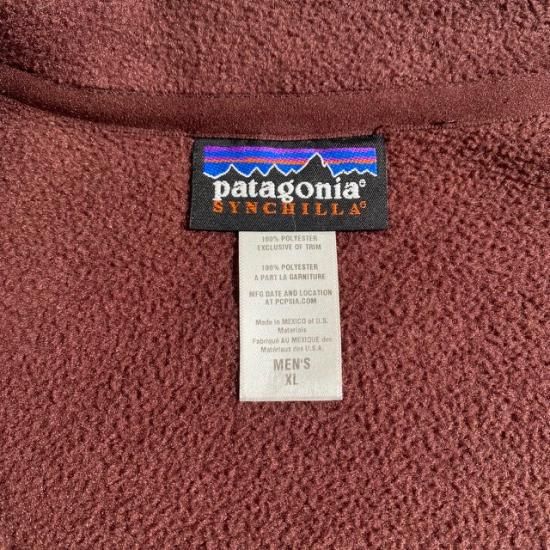 patagonia®
SYNCHILLA®
100% POLYESTER
EXCLUSIVE OF TRIM
100% POLYESTER
A PART LA GARNITURE
MFG DATE AND LOCATION
AT PCPSIA.COM
Made in MEXICO of U.S.
Materials
Fabriqué AU MEXIQUE des
Matériaux des U.S.A.
MEN'S
XL